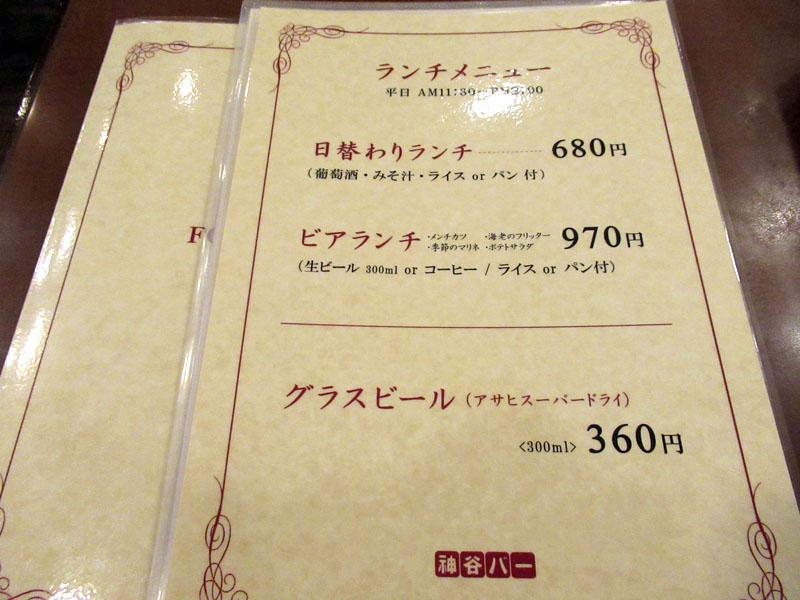 ランチメニュー
平日 AM11:30~PM2:00
日替わりランチ 680円
(葡萄酒・みそ汁・ライス or パン 付)
ビアランチ ・メンチカツ ・海老のフリッター 970円
・季節のマリネ ・ポテトサラダ
(生ビール 300ml or コーヒー / ライス or パン付)
グラスビール (アサヒスーパードライ)
<300ml> 360円
神谷バー
F